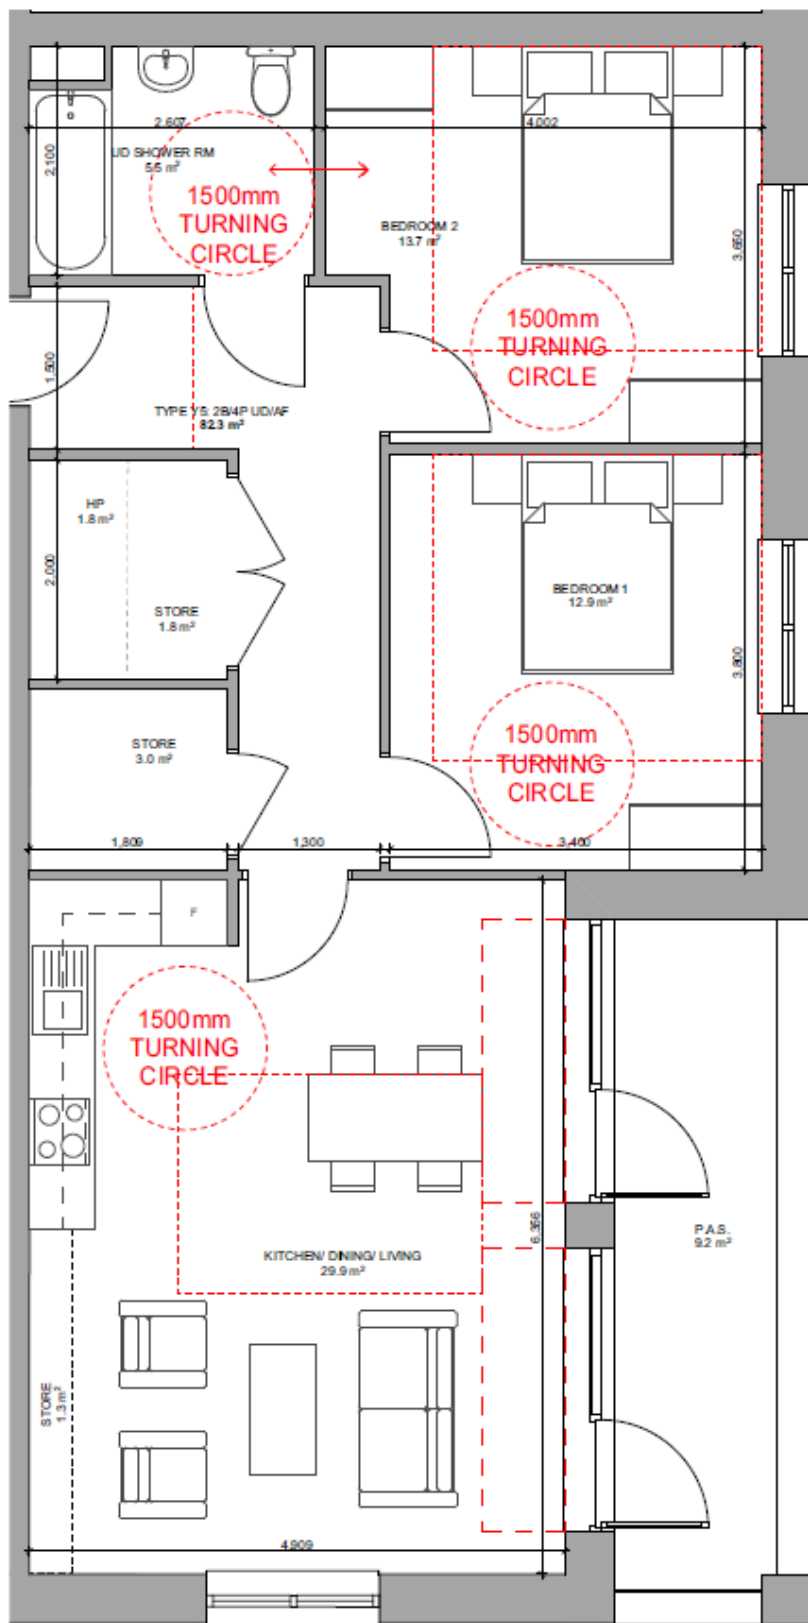 2.607
4.002
2.100
UD SHOWER RM
5.5 m²
1500mm
TURNING
CIRCLE
BEDROOM 2
13.7 m²
3.650
1500mm
TURNING
CIRCLE
1.500
TYPE Y5: 2B/4P UD/AF
82.3 m²
HP
1.8 m²
2.000
STORE
1.8 m²
BEDROOM 1
12.9 m²
3.800
STORE
3.0 m²
1500mm
TURNING
CIRCLE
1,809
1,300
3.400
F
1500mm
TURNING
CIRCLE
6.356
P.A.S.
9.2 m²
KITCHEN/ DINING/ LIVING
29.9 m²
STORE
1.3 m²
4.909